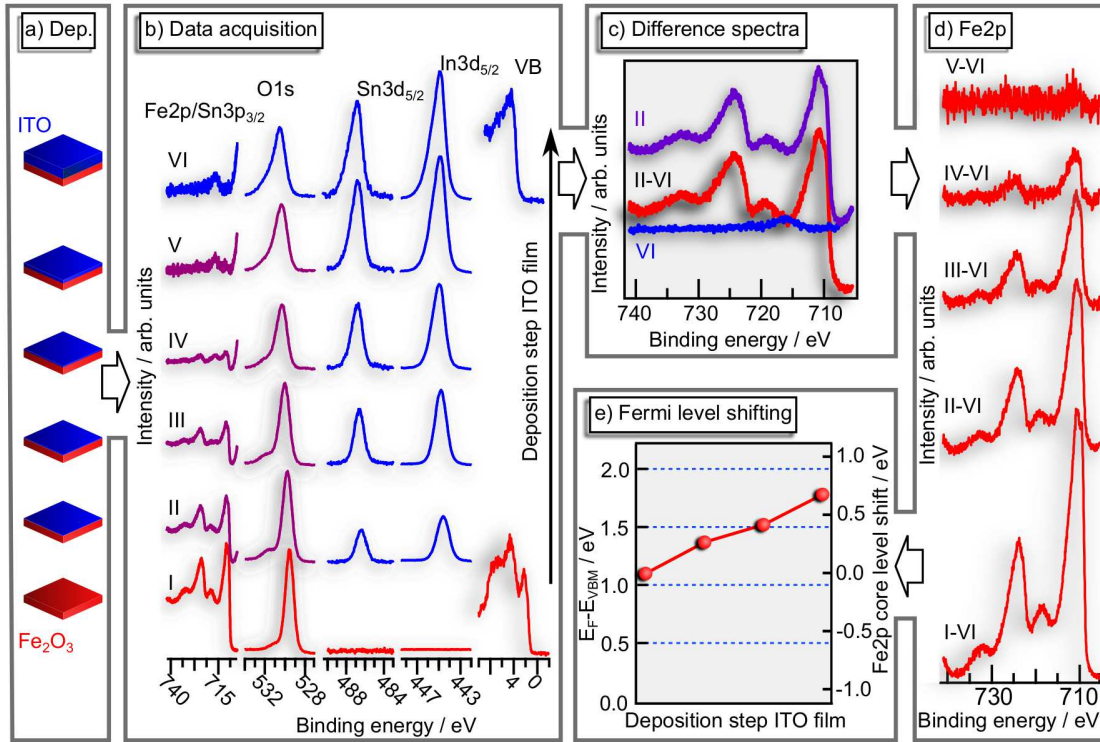 a) Dep.
ITO
Fe₂O₃
b) Data acquisition
Fe2p/Sn3p₃/₂
O1s
Sn3d₅/₂
In3d₅/₂
VB
VI
V
IV
III
II
I
Intensity / arb. units
Deposition step ITO film
740 715 532 528 488 484 447 443 4 0
Binding energy / eV
c) Difference spectra
II
II-VI
VI
Intensity / arb. units
740 730 720 710
Binding energy / eV
d) Fe2p
V-VI
IV-VI
III-VI
II-VI
I-VI
Intensity / arb. units
730 710
Binding energy / eV
e) Fermi level shifting
2.0
1.5
1.0
0.5
0.0
E_F-E_VBM / eV
1.0
0.5
0.0
-0.5
-1.0
Fe2p core level shift / eV
Deposition step ITO film